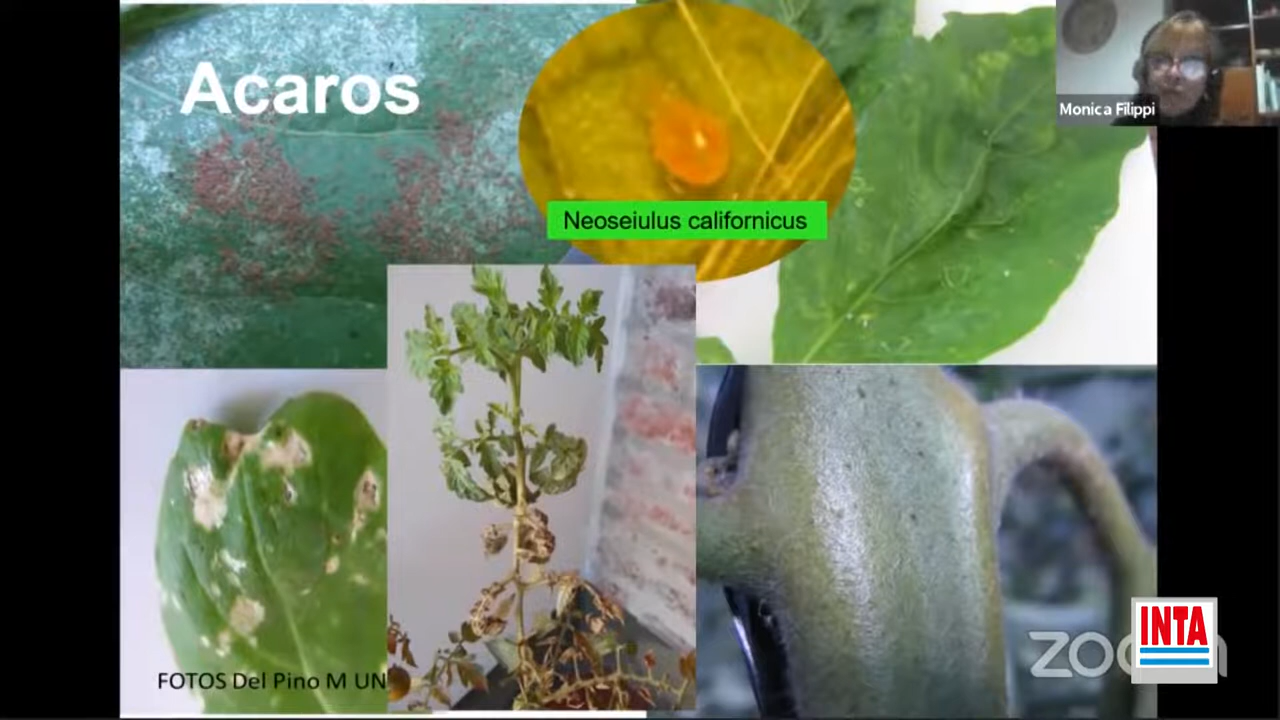 Acaros
Monica Filippi
Neoseiulus californicus
FOTOS Del Pino M UN
INTA